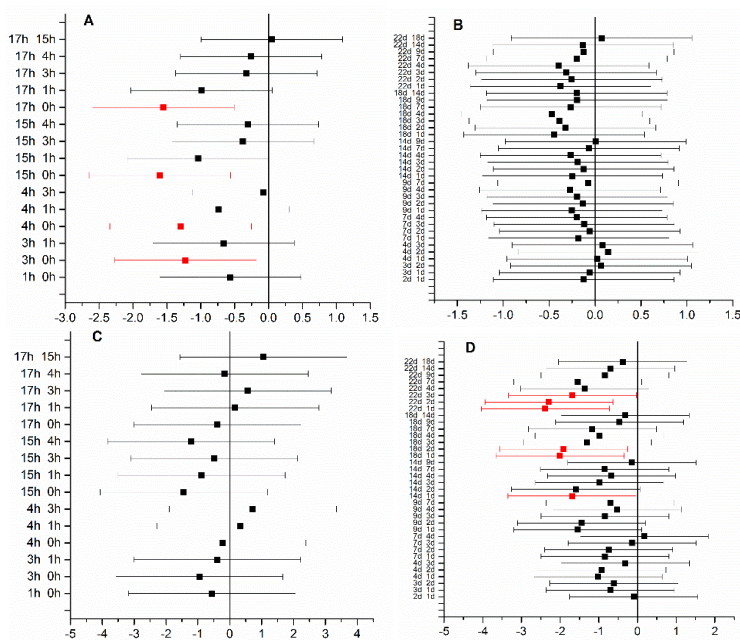 A
17h 15h
17h 4h
17h 3h
17h 1h
17h 0h
15h 4h
15h 3h
15h 1h
15h 0h
4h 3h
4h 1h
4h 0h
3h 1h
3h 0h
1h 0h
-3.0 -2.5 -2.0 -1.5 -1.0 -0.5 0.0 0.5 1.0 1.5
B
22d 18d
22d 14d
22d 9d
22d 7d
22d 4d
22d 3d
22d 2d
22d 1d
18d 14d
18d 9d
18d 7d
18d 4d
18d 3d
18d 2d
18d 1d
14d 9d
14d 7d
14d 4d
14d 3d
14d 2d
14d 1d
9d 7d
9d 4d
9d 3d
9d 2d
9d 1d
7d 4d
7d 3d
7d 2d
7d 1d
4d 3d
4d 2d
4d 1d
3d 2d
3d 1d
2d 1d
-1.5 -1.0 -0.5 0.0 0.5 1.0 1.5
C
17h 15h
17h 4h
17h 3h
17h 1h
17h 0h
15h 4h
15h 3h
15h 1h
15h 0h
4h 3h
4h 1h
4h 0h
3h 1h
3h 0h
1h 0h
-5 -4 -3 -2 -1 0 1 2 3 4 5
D
22d 18d
22d 14d
22d 9d
22d 7d
22d 4d
22d 3d
22d 2d
22d 1d
18d 14d
18d 9d
18d 7d
18d 4d
18d 3d
18d 2d
18d 1d
14d 9d
14d 7d
14d 4d
14d 3d
14d 2d
14d 1d
9d 7d
9d 4d
9d 3d
9d 2d
9d 1d
7d 4d
7d 3d
7d 2d
7d 1d
4d 3d
4d 2d
4d 1d
3d 2d
3d 1d
2d 1d
-5 -4 -3 -2 -1 0 1 2 3 4